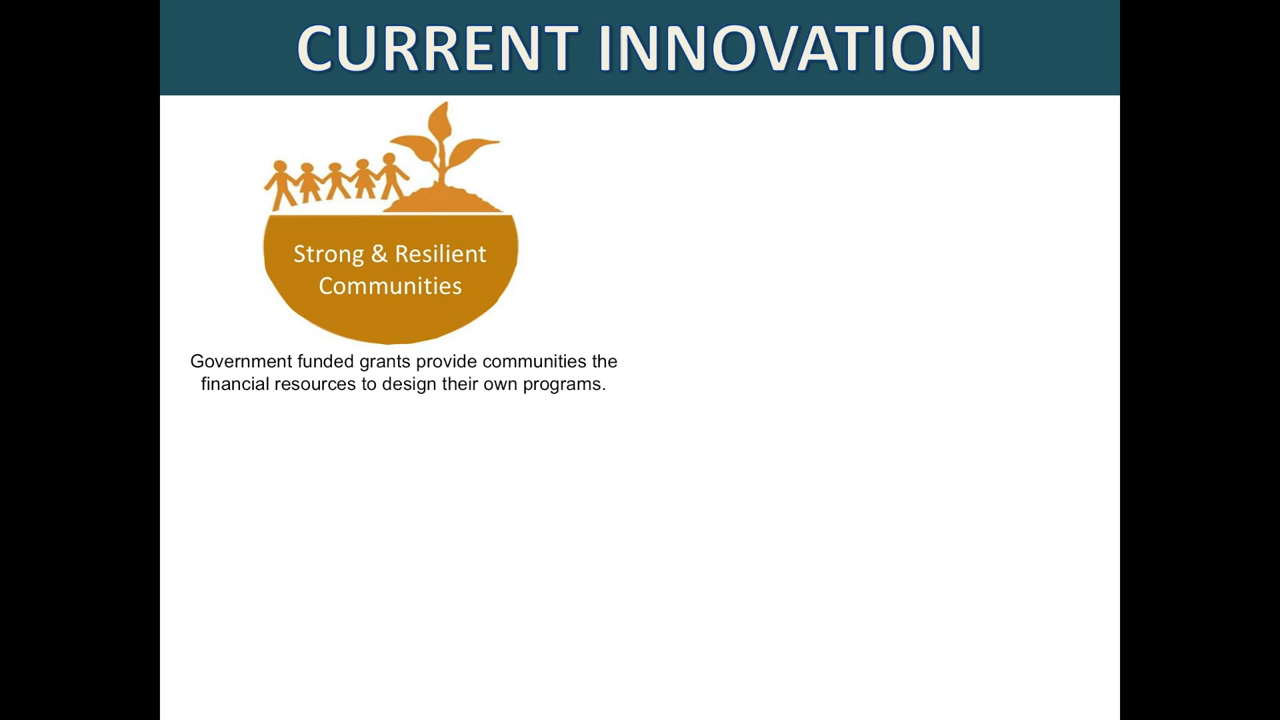 CURRENT INNOVATION
Strong & Resilient
Communities
Government funded grants provide communities the
financial resources to design their own programs.